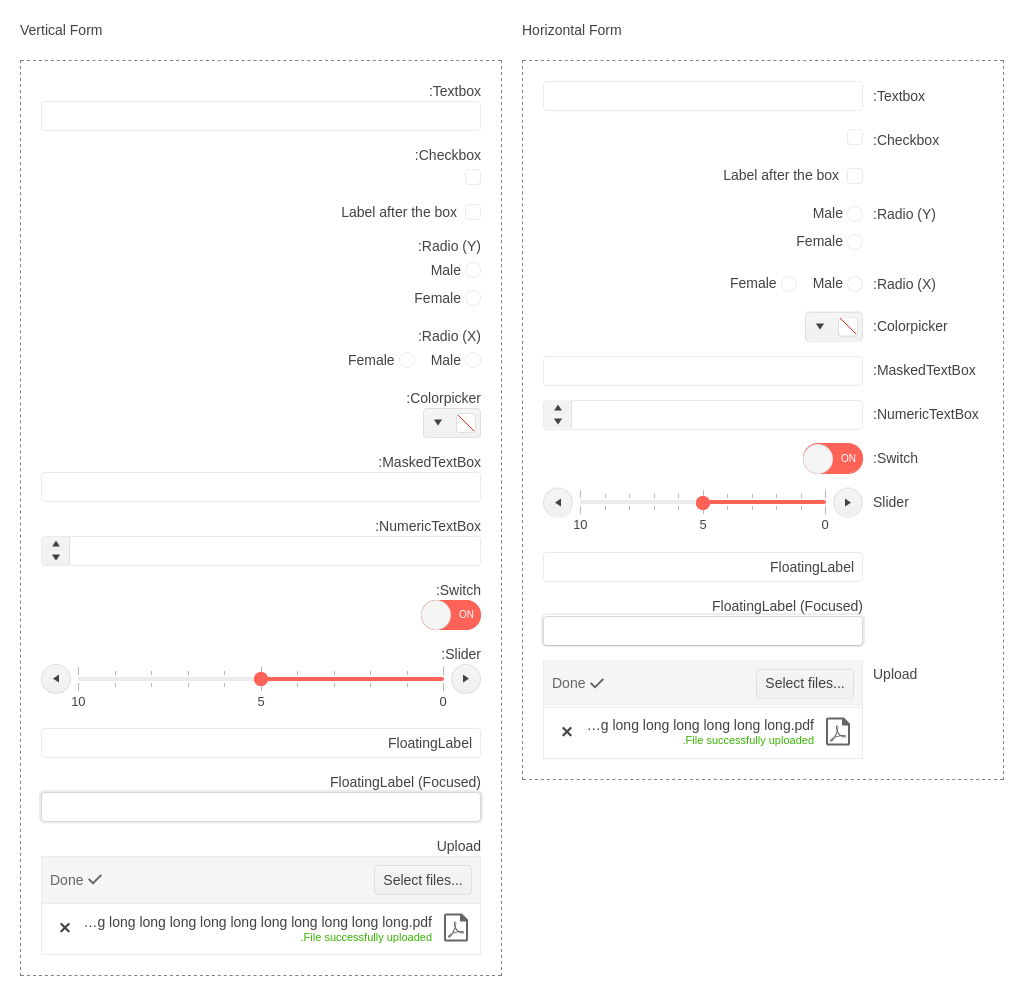 Vertical Form
:Textbox
:Checkbox
Label after the box
:Radio (Y)
Male
Female
:Radio (X)
Female Male
:Colorpicker
:MaskedTextBox
:NumericTextBox
:Switch
ON
:Slider
10 5 0
FloatingLabel
FloatingLabel (Focused)
Upload
Done Select files...
...g long long long long long long long long long long.pdf
.File successfully uploaded
Horizontal Form
:Textbox
:Checkbox
Label after the box
Male :Radio (Y)
Female
Female Male :Radio (X)
:Colorpicker
:MaskedTextBox
:NumericTextBox
ON :Switch
Slider
10 5 0
FloatingLabel
FloatingLabel (Focused)
Upload
Done Select files...
...g long long long long long long.pdf
.File successfully uploaded